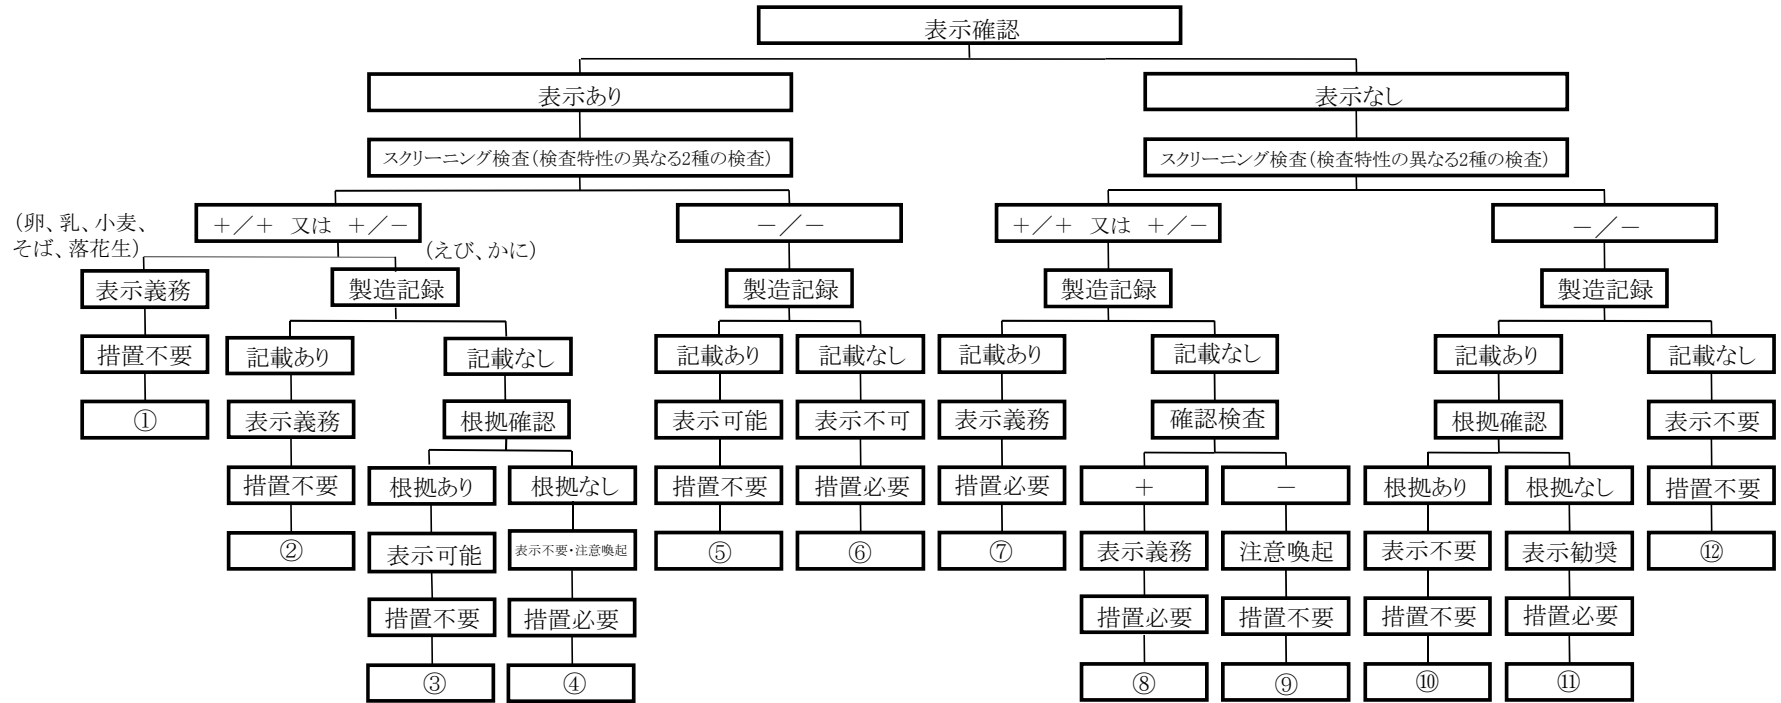 表示確認
表示あり
表示なし
スクリーニング検査(検査特性の異なる2種の検査)
スクリーニング検査(検査特性の異なる2種の検査)
(卵、乳、小麦、
そば、落花生)
+/+ 又は +/-
(えび、かに)
-/-
+/+ 又は +/-
-/-
表示義務
製造記録
製造記録
製造記録
製造記録
措置不要
記載あり
記載なし
記載あり
記載なし
記載あり
記載なし
記載あり
記載なし
①
表示義務
根拠確認
表示可能
表示不可
表示義務
確認検査
根拠確認
表示不要
措置不要
根拠あり
根拠なし
措置不要
措置必要
措置必要
+
-
根拠あり
根拠なし
措置不要
②
表示可能
表示不要・注意喚起
⑤
⑥
⑦
表示義務
注意喚起
表示不要
表示勧奨
⑫
措置不要
措置必要
措置必要
措置不要
措置不要
措置必要
③
④
⑧
⑨
⑩
⑪